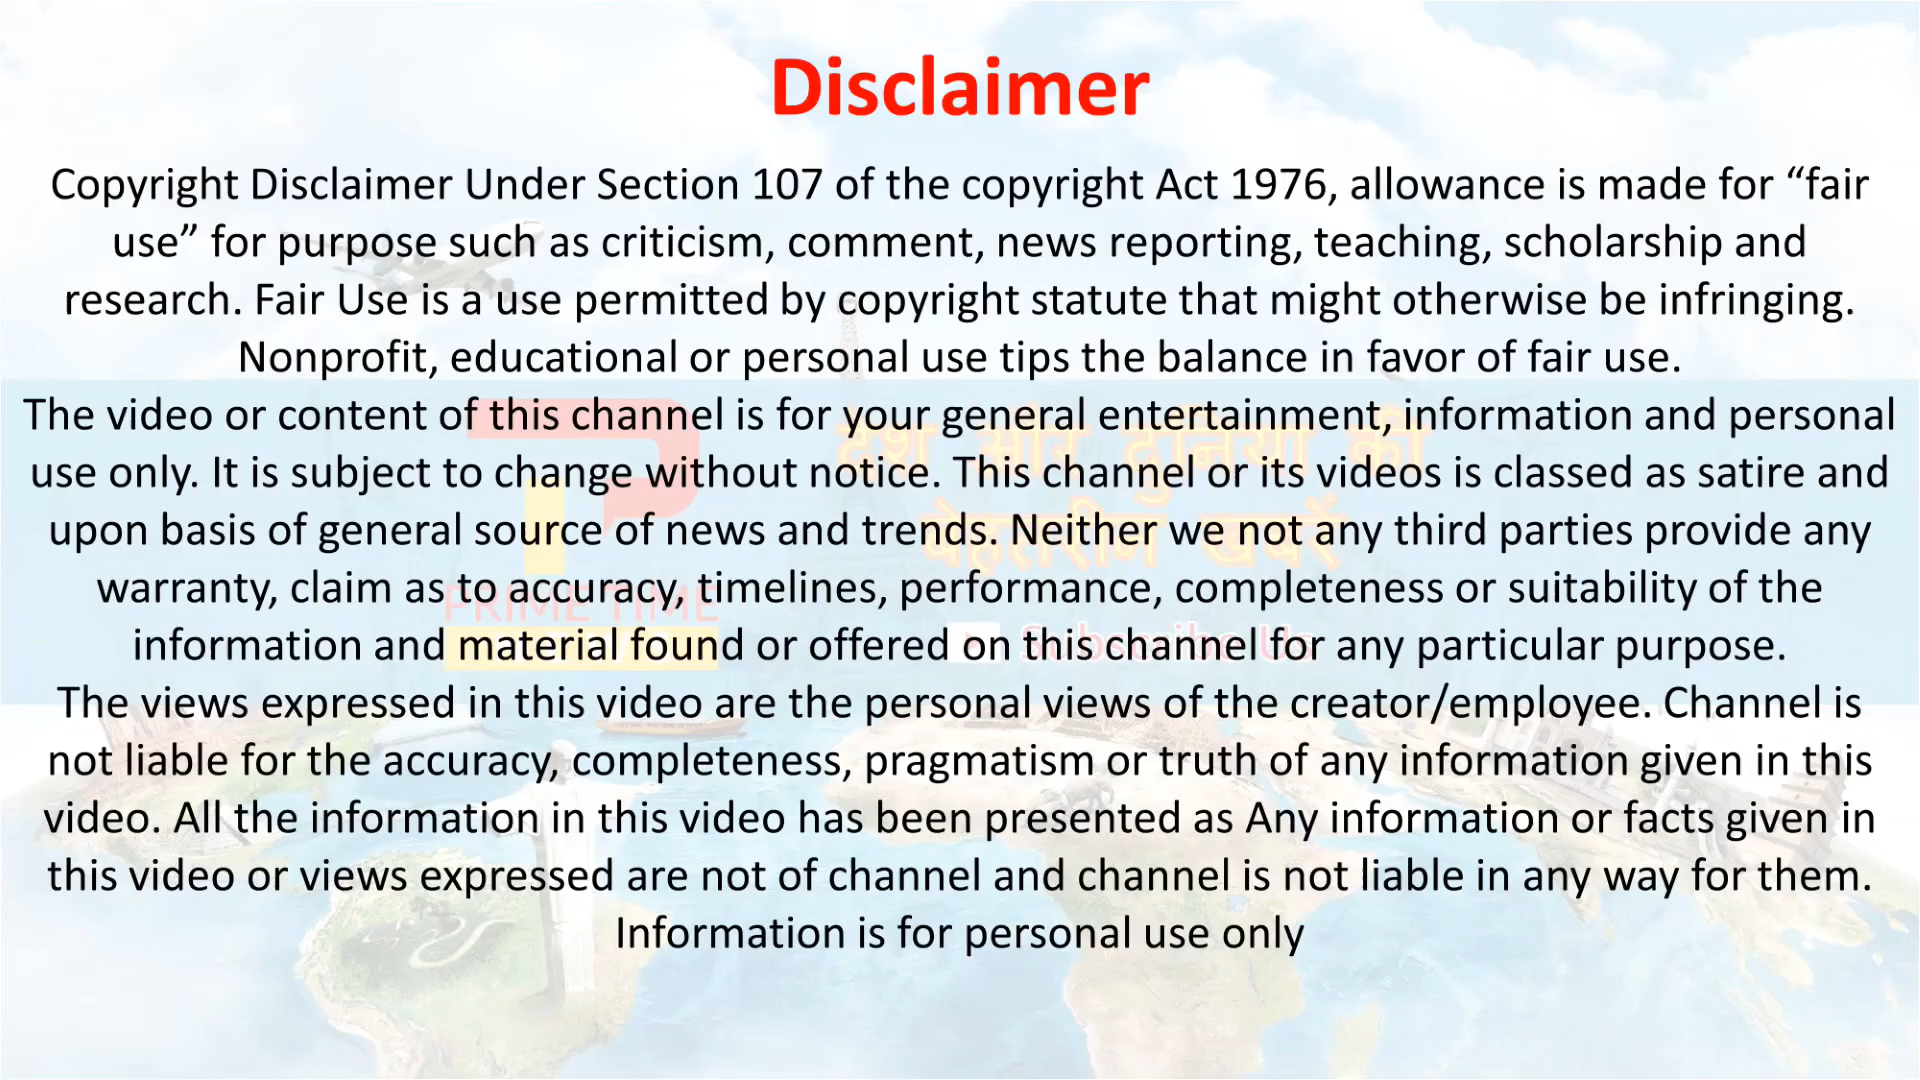 Disclaimer
Copyright Disclaimer Under Section 107 of the copyright Act 1976, allowance is made for “fair
use” for purpose such as criticism, comment, news reporting, teaching, scholarship and
research. Fair Use is a use permitted by copyright statute that might otherwise be infringing.
Nonprofit, educational or personal use tips the balance in favor of fair use.
The video or content of this channel is for your general entertainment, information and personal
use only. It is subject to change without notice. This channel or its videos is classed as satire and
upon basis of general source of news and trends. Neither we not any third parties provide any
warranty, claim as to accuracy, timelines, performance, completeness or suitability of the
information and material found or offered on this channel for any particular purpose.
The views expressed in this video are the personal views of the creator/employee. Channel is
not liable for the accuracy, completeness, pragmatism or truth of any information given in this
video. All the information in this video has been presented as Any information or facts given in
this video or views expressed are not of channel and channel is not liable in any way for them.
Information is for personal use only
देश और दुनिया की
बेहतरीन खबरें
PRIME TIME
Subscribe Us